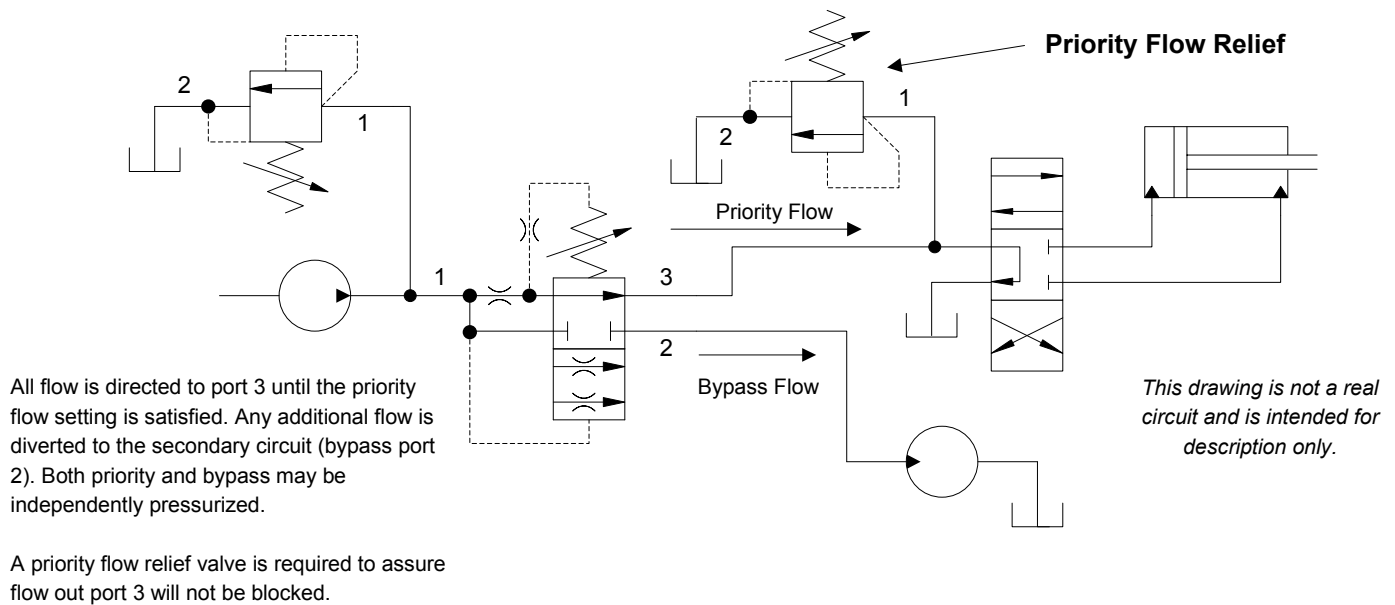 Priority Flow Relief
2
1
1
2
Priority Flow
1
3
2
Bypass Flow
All flow is directed to port 3 until the priority
flow setting is satisfied. Any additional flow is
diverted to the secondary circuit (bypass port
2). Both priority and bypass may be
independently pressurized.
A priority flow relief valve is required to assure
flow out port 3 will not be blocked.
This drawing is not a real
circuit and is intended for
description only.